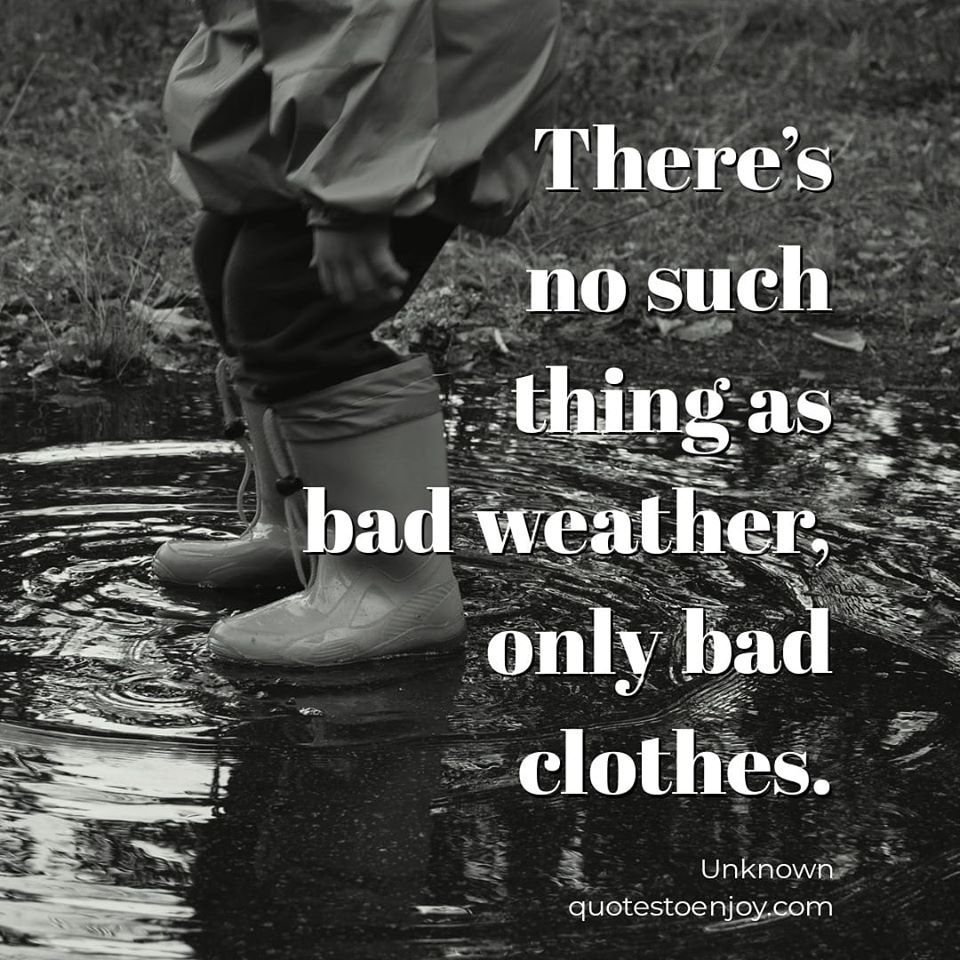 There’s
no such
thing as
bad weather,
only bad
clothes.
Unknown
quotestoenjoy.com